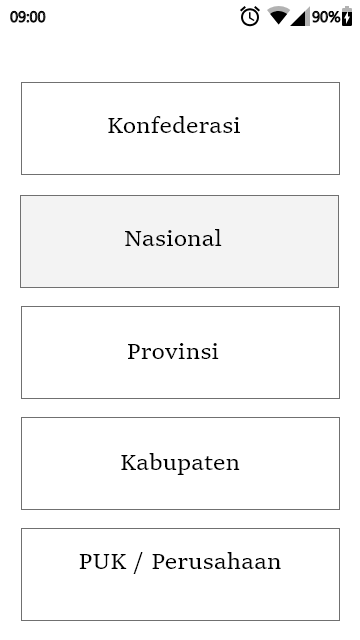 09:00 90%
Konfederasi
Nasional
Provinsi
Kabupaten
PUK / Perusahaan